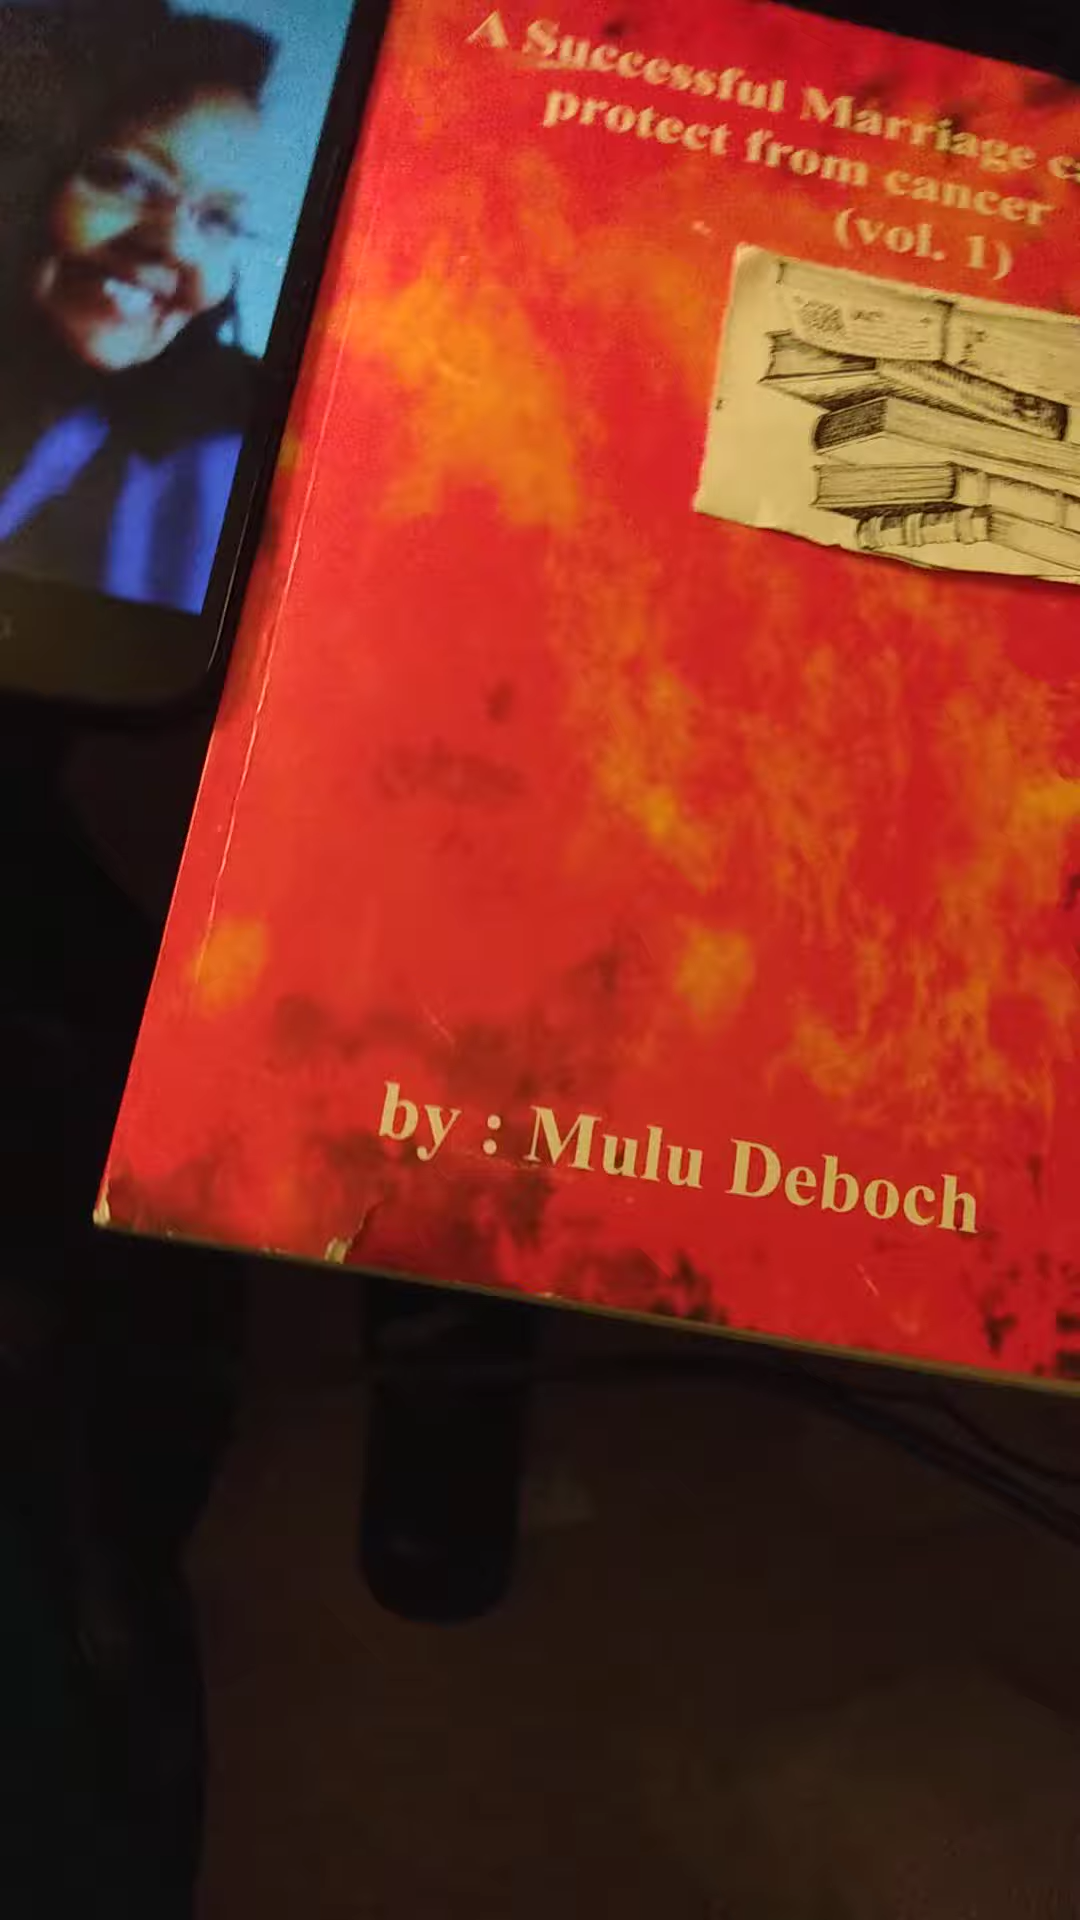 A Successful Marriage
protect from cancer
(vol. 1)
by : Mulu Deboch